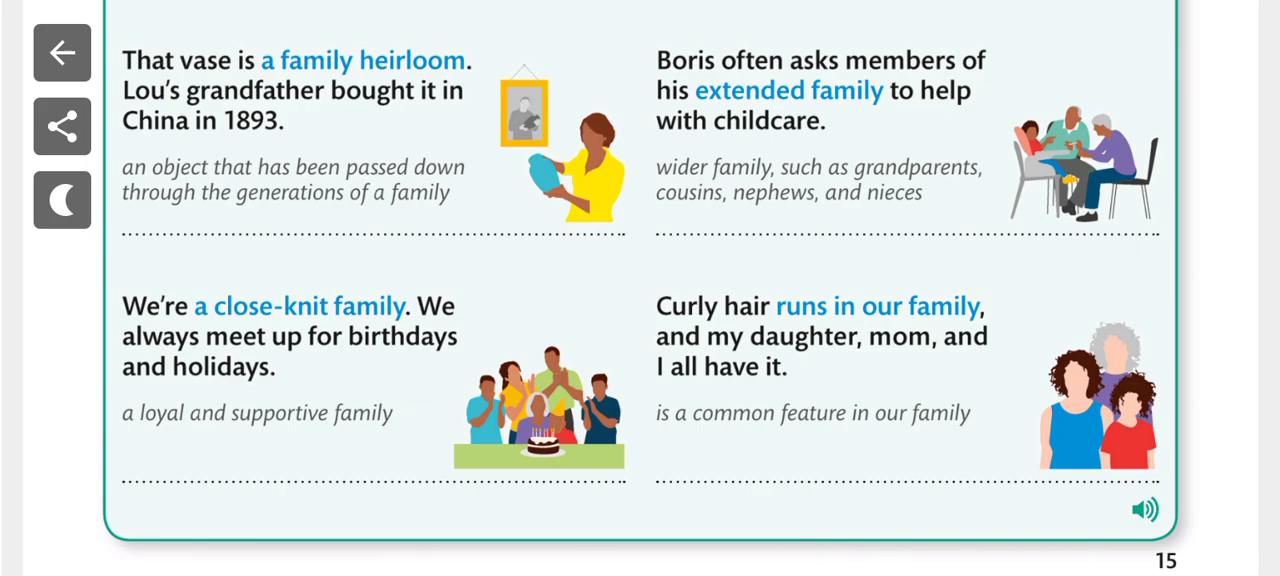 That vase is a family heirloom.
Lou's grandfather bought it in
China in 1893.
an object that has been passed down
through the generations of a family
Boris often asks members of
his extended family to help
with childcare.
wider family, such as grandparents,
cousins, nephews, and nieces
We're a close-knit family. We
always meet up for birthdays
and holidays.
a loyal and supportive family
Curly hair runs in our family,
and my daughter, mom, and
I all have it.
is a common feature in our family
15